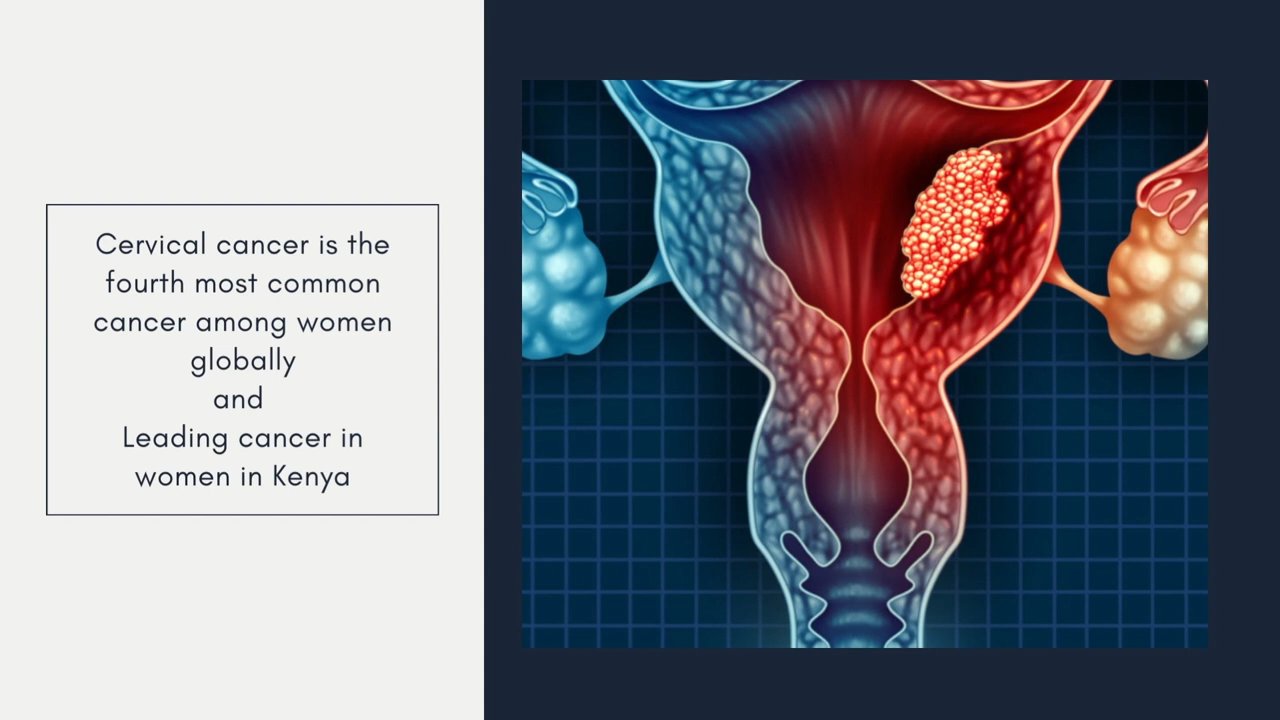 Cervical cancer is the
fourth most common
cancer among women
globally
and
Leading cancer in
women in Kenya